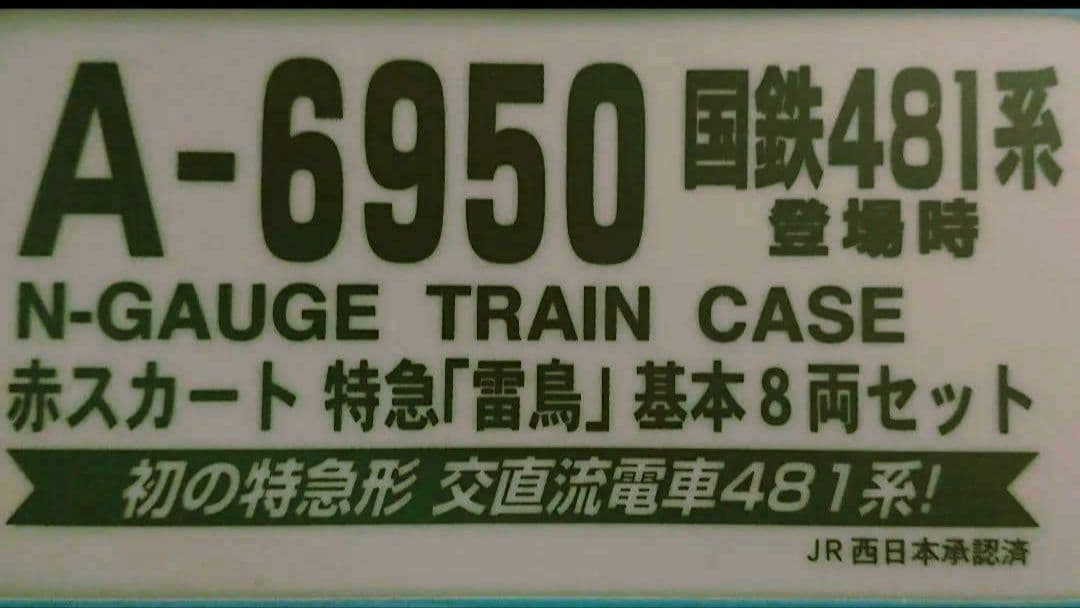 A-6950 国鉄481系
登場時
N-GAUGE TRAIN CASE
赤スカート 特急「雷鳥」基本8両セット
初の特急形 交直流電車481系!
JR西日本承認済